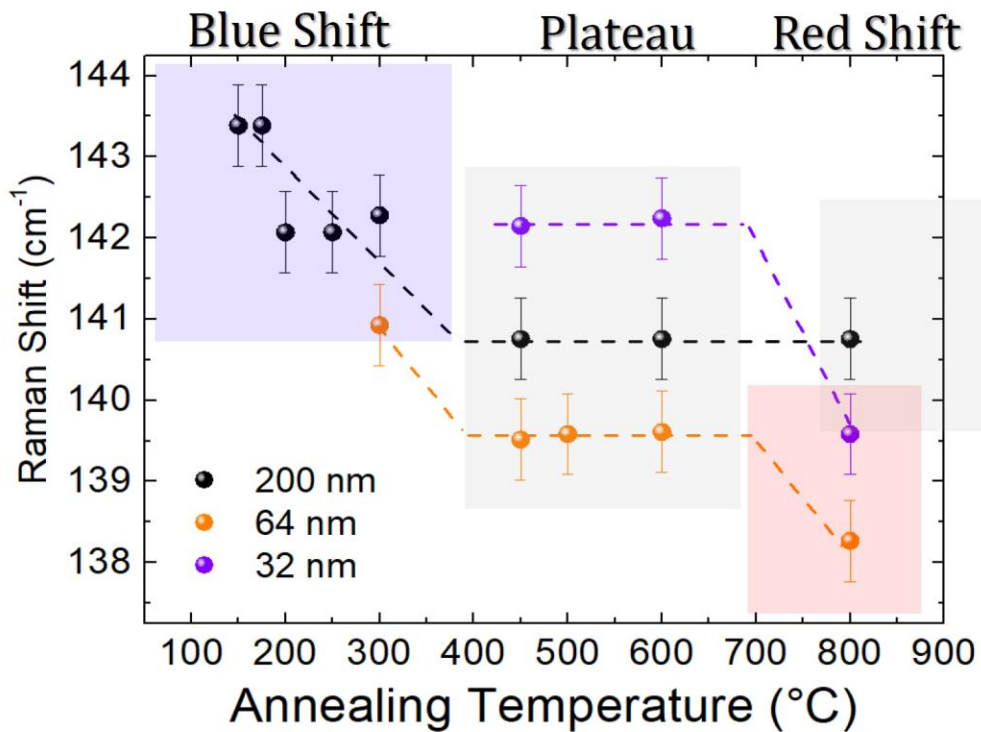 Blue Shift Plateau Red Shift
144
143
142
141
140
139
138
Raman Shift (cm⁻¹)
200 nm
64 nm
32 nm
100 200 300 400 500 600 700 800 900
Annealing Temperature (°C)